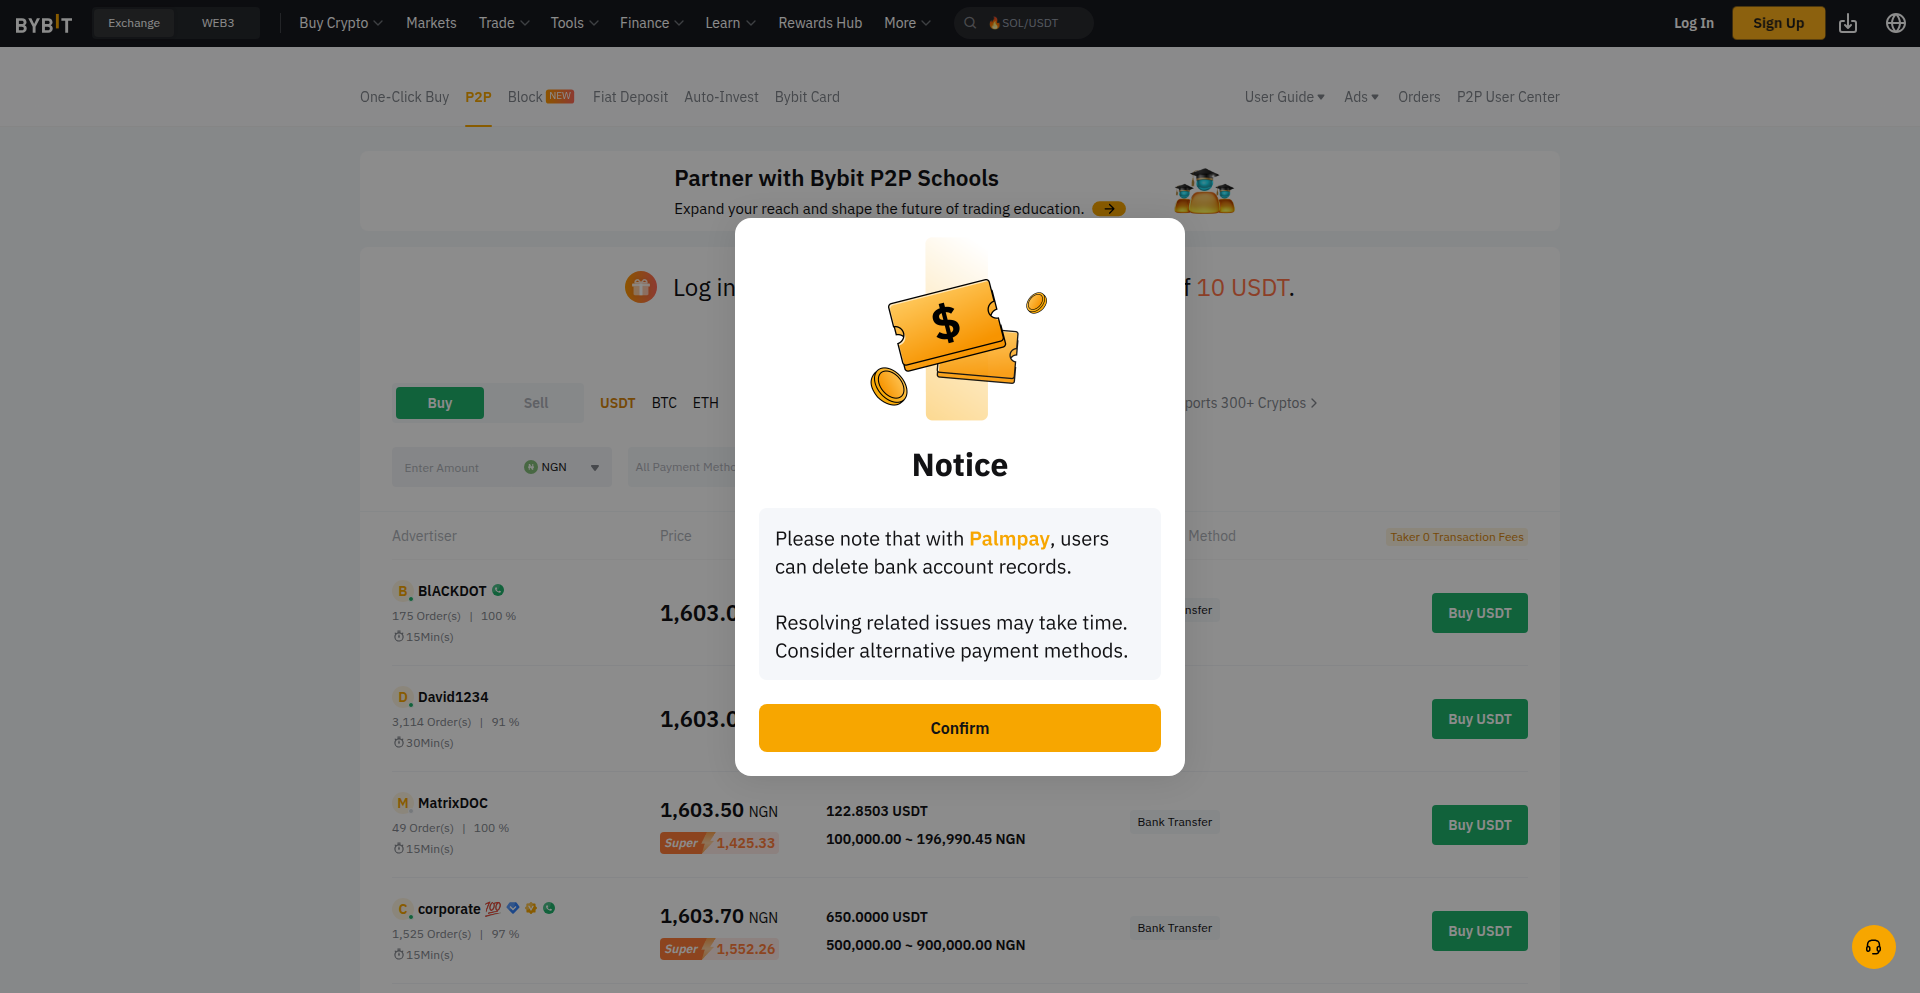 BYBIT Exchange WEB3 Buy Crypto Markets Trade Tools Finance Learn Rewards Hub More 🔥SOL/USDT Log In Sign Up
One-Click Buy P2P Block NEW Fiat Deposit Auto-Invest Bybit Card User Guide Ads Orders P2P User Center
Partner with Bybit P2P Schools
Expand your reach and shape the future of trading education.
Log in f 10 USDT.
$
Buy Sell USDT BTC ETH ports 300+ Cryptos
Enter Amount NGN All Payment Metho
Notice
Please note that with Palmpay, users
can delete bank account records.
Resolving related issues may take time.
Consider alternative payment methods.
Confirm
Advertiser Price Method Taker 0 Transaction Fees
B BlACKDOT
175 Order(s) | 100 %
15Min(s)
1,603.0
nsfer
Buy USDT
D David1234
3,114 Order(s) | 91 %
30Min(s)
1,603.0
Buy USDT
M MatrixDOC
49 Order(s) | 100 %
15Min(s)
1,603.50 NGN
Super 1,425.33
122.8503 USDT
100,000.00 ~ 196,990.45 NGN
Bank Transfer
Buy USDT
C corporate 💯
1,525 Order(s) | 97 %
15Min(s)
1,603.70 NGN
Super 1,552.26
650.0000 USDT
500,000.00 ~ 900,000.00 NGN
Bank Transfer
Buy USDT